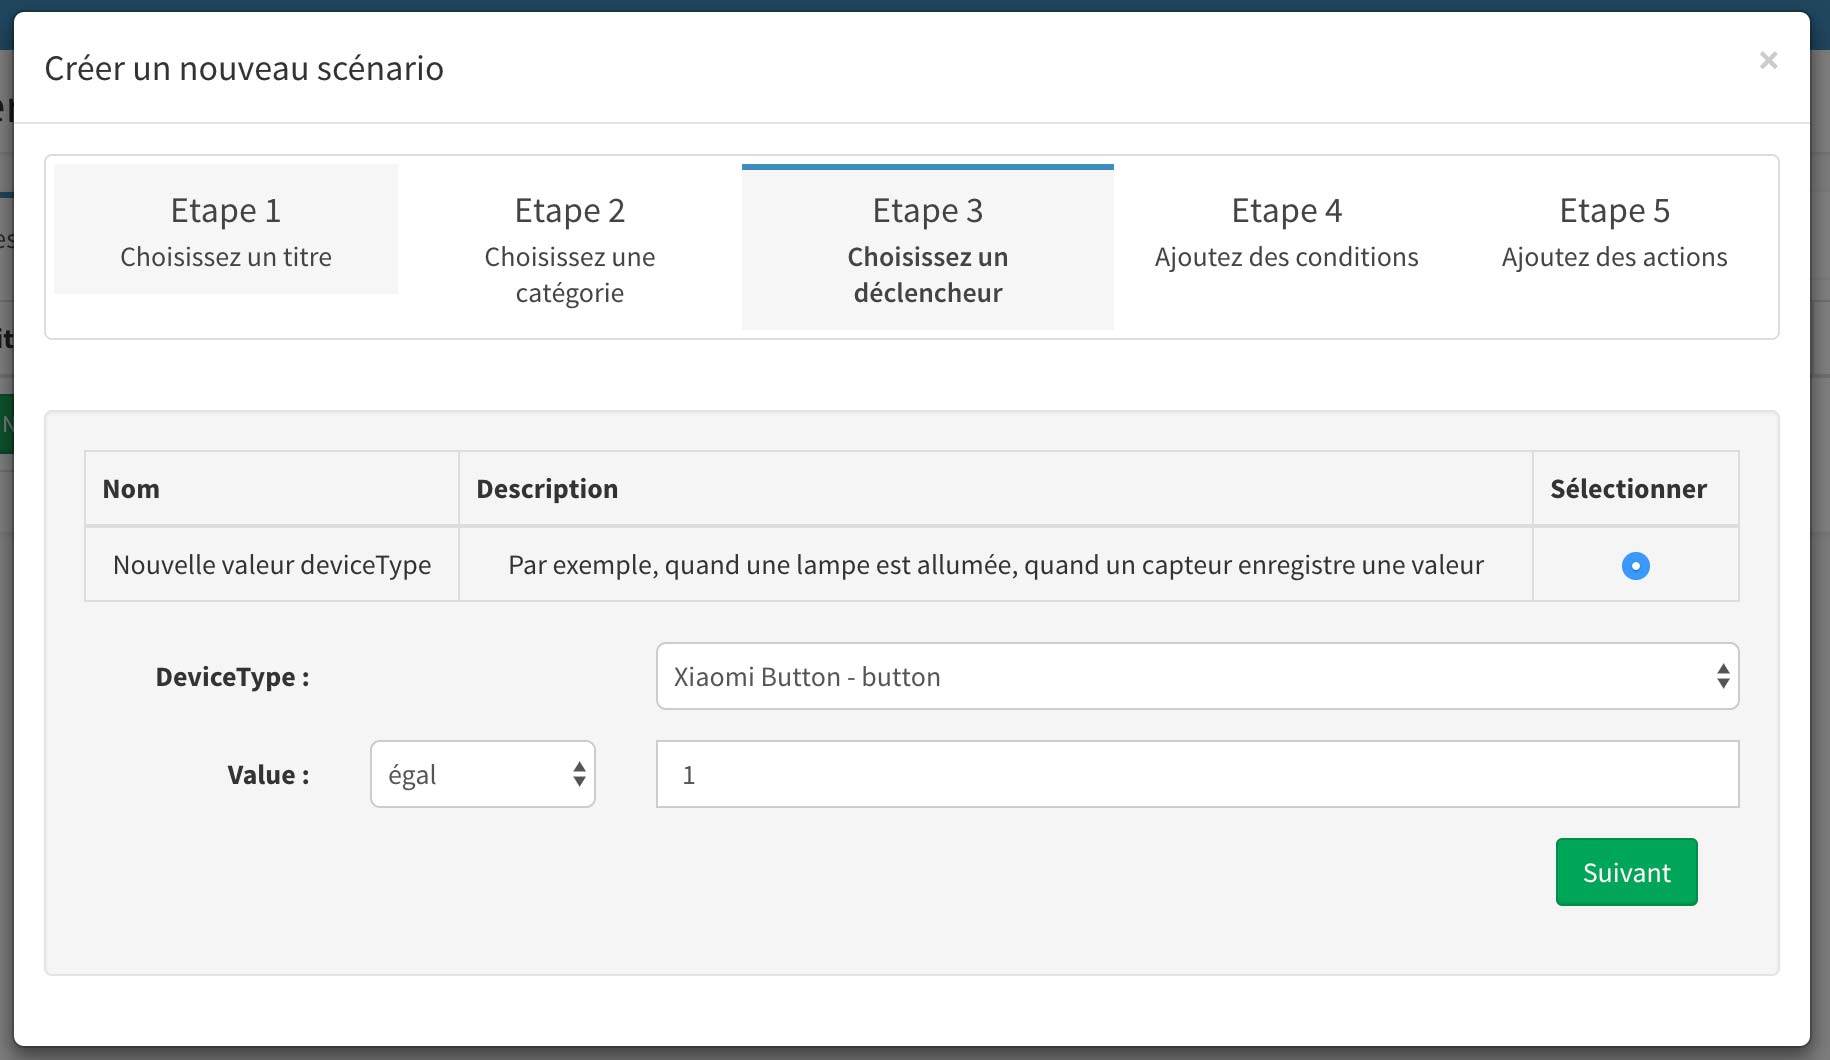 Créer un nouveau scénario
×
Etape 1
Choisissez un titre
Etape 2
Choisissez une
catégorie
Etape 3
Choisissez un
déclencheur
Etape 4
Ajoutez des conditions
Etape 5
Ajoutez des actions
Nom Description Sélectionner
Nouvelle valeur deviceType Par exemple, quand une lampe est allumée, quand un capteur enregistre une valeur
DeviceType : Xiaomi Button - button
Value : égal 1
Suivant